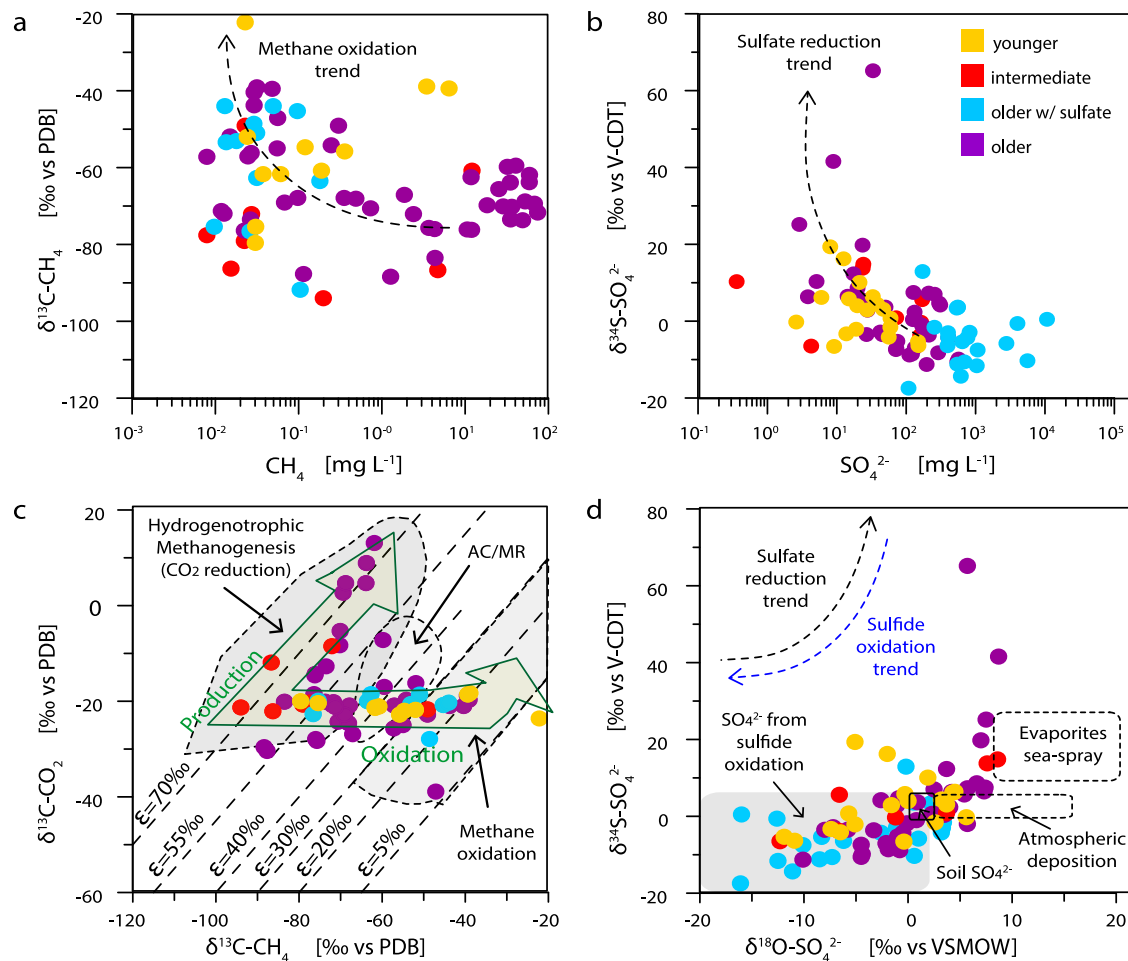 a
-20
-40
-60
-80
-100
-120
δ¹³C-CH₄ [‰ vs PDB]
Methane oxidation
trend
10⁻³ 10⁻² 10⁻¹ 10⁰ 10¹ 10²
CH₄ [mg L⁻¹]
b
80
60
40
20
0
-20
δ³⁴S-SO₄²⁻ [‰ vs V-CDT]
Sulfate reduction
trend
younger
intermediate
older w/ sulfate
older
10⁻¹ 10⁰ 10¹ 10² 10³ 10⁴ 10⁵
SO₄²⁻ [mg L⁻¹]
c
20
0
-20
-40
-60
δ¹³C-CO₂ [‰ vs PDB]
Hydrogenotrophic
Methanogenesis
(CO₂ reduction)
AC/MR
Production
Oxidation
Methane
oxidation
ε=70‰
ε=55‰
ε=40‰
ε=30‰
ε=20‰
ε=5‰
-120 -100 -80 -60 -40 -20
δ¹³C-CH₄ [‰ vs PDB]
d
80
60
40
20
0
-20
δ³⁴S-SO₄²⁻ [‰ vs V-CDT]
Sulfate
reduction
trend
Sulfide
oxidation
trend
SO₄²⁻ from
sulfide
oxidation
Evaporites
sea-spray
Atmospheric
deposition
Soil SO₄²⁻
-20 -10 0 10 20
δ¹⁸O-SO₄²⁻ [‰ vs VSMOW]